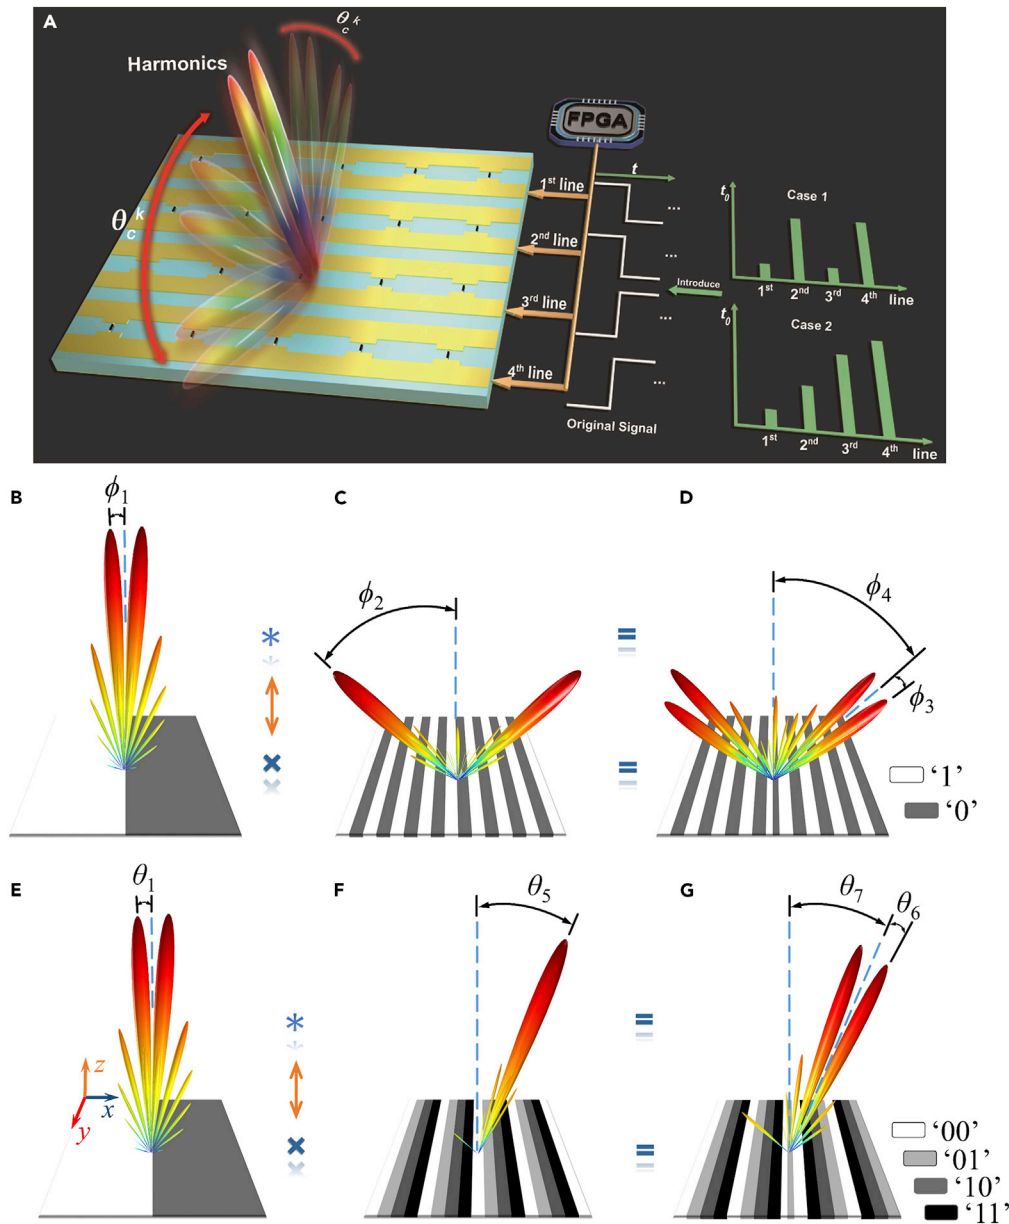 A
θ_c^k
Harmonics
FPGA
θ_c^k
t
1st line
...
2nd line
...
3rd line
...
4th line
...
Original Signal
Introduce
t0
Case 1
1st
2nd
3rd
4th
line
t0
Case 2
1st
2nd
3rd
4th
line
B
ϕ1
*
×
C
ϕ2
=
=
D
ϕ4
ϕ3
‘1’
‘0’
E
θ1
z
x
y
*
×
F
θ5
=
=
G
θ7
θ6
‘00’
‘01’
‘10’
‘11’